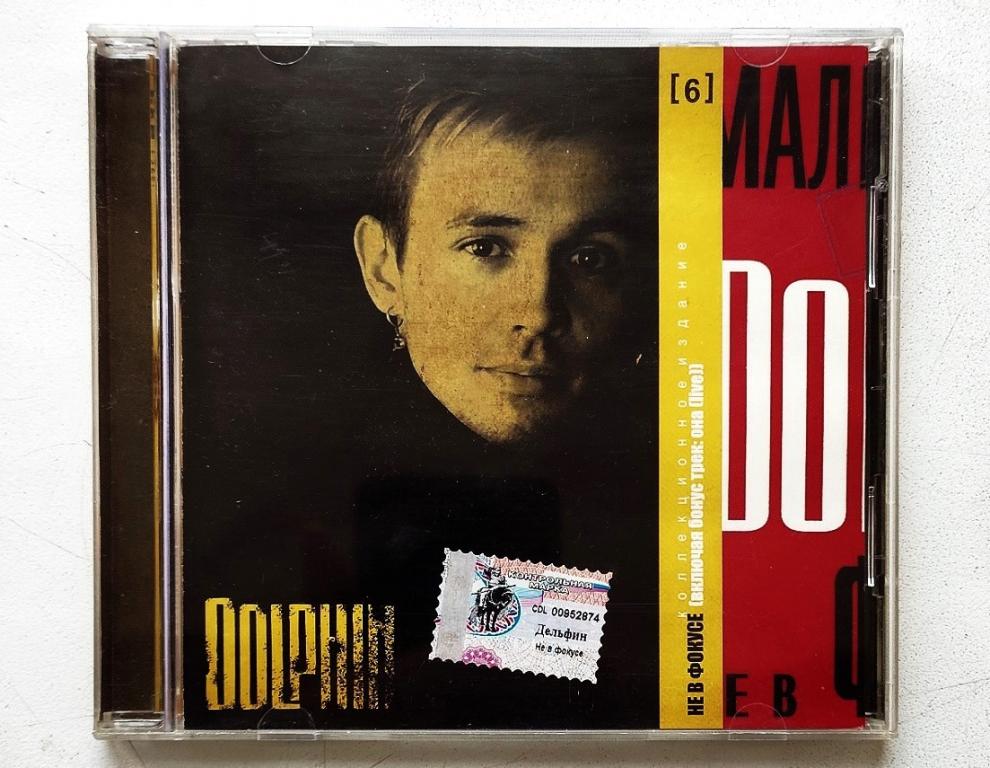 [6]
коллекционное издание
НЕ В ФОКУСЕ (включая бонус трек: она (live))
DOLPHIN
КОНТРОЛЬНАЯ
МАРКА
CDL 00952874
Дельфин
Не в фокусе
МАЛ
DO
Е В
Ф